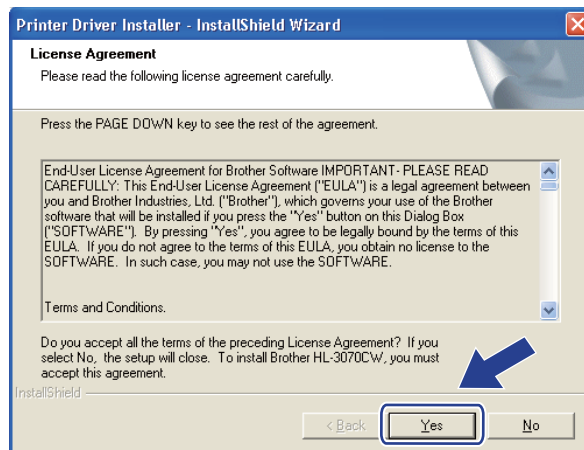 Printer Driver Installer - InstallShield Wizard
License Agreement
Please read the following license agreement carefully.
Press the PAGE DOWN key to see the rest of the agreement.
End-User License Agreement for Brother Software IMPORTANT- PLEASE READ
CAREFULLY: This End-User License Agreement ("EULA") is a legal agreement between
you and Brother Industries, Ltd. ("Brother"), which governs your use of the Brother
software that will be installed if you press the "Yes" button on this Dialog Box
("SOFTWARE"). By pressing "Yes", you agree to be legally bound by the terms of this
EULA. If you do not agree to the terms of this EULA, you obtain no license to the
SOFTWARE. In such case, you may not use the SOFTWARE.
Terms and Conditions.
Do you accept all the terms of the preceding License Agreement? If you
select No, the setup will close. To install Brother HL-3070CW, you must
accept this agreement.
InstallShield
< Back Yes No